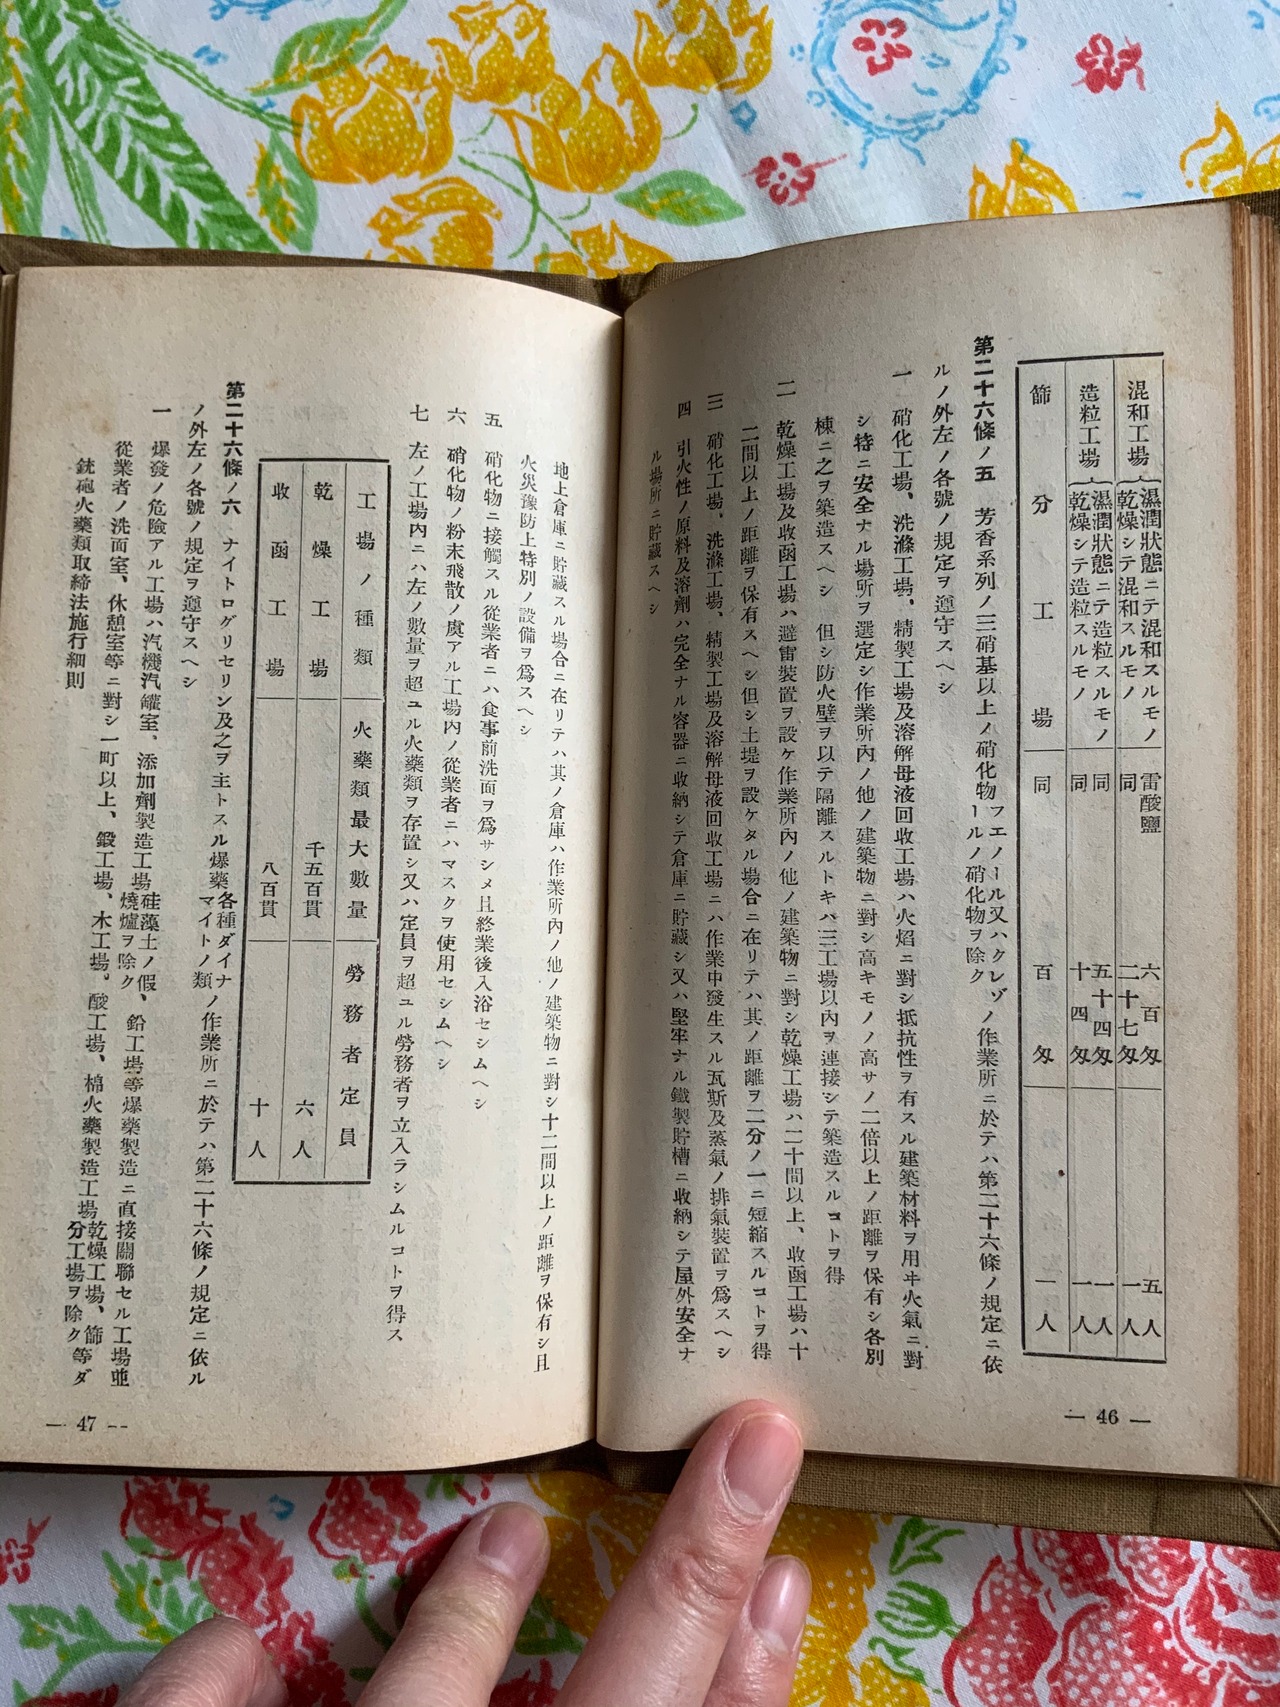 混和工場
濕潤狀態ニテ混和スルモノ 雷酸鹽 六百匁 五人
乾燥シテ混和スルモノ 同 二十七匁 一人
造粒工場
濕潤狀態ニテ造粒スルモノ 同 五十四匁 一人
乾燥シテ造粒スルモノ 同 十四匁 一人
篩分工場 同 百匁 一人
第二十六條ノ五 芳香系列ノ三硝基以上ノ硝化物
フエノール又ハクレゾ
ールノ硝化物ヲ除ク
ノ作業所ニ於テハ第二十六條ノ規定ニ依
ルノ外左ノ各號ノ規定ヲ遵守スヘシ
一 硝化工場、洗滌工場、精製工場及溶解母液回收工場ハ火焰ニ對シ抵抗性ヲ有スル建築材料ヲ用ヰ火氣ニ對
シ特ニ安全ナル場所ヲ選定シ作業所內ノ他ノ建築物ニ對シ高キモノノ高サノ二倍以上ノ距離ヲ保有シ各別
棟ニ之ヲ築造スヘシ 但シ防火壁ヲ以テ隔離スルトキハ三工場以內ヲ連接シテ築造スルコトヲ得
二 乾燥工場及收函工場ハ避雷裝置ヲ設ケ作業所內ノ他ノ建築物ニ對シ乾燥工場ハ二十間以上、收函工場ハ十
二間以上ノ距離ヲ保有スヘシ但シ土堤ヲ設ケタル場合ニ在リテハ其ノ距離ヲ二分ノ一ニ短縮スルコトヲ得
三 硝化工場、洗滌工場、精製工場及溶解母液回收工場ニハ作業中發生スル瓦斯及蒸氣ノ排氣裝置ヲ爲スヘシ
四 引火性ノ原料及溶劑ハ完全ナル容器ニ收納シテ倉庫ニ貯藏シ又ハ堅牢ナル鐵製貯槽ニ收納シテ屋外安全ナ
ル場所ニ貯藏スヘシ
— 46 —
地上倉庫ニ貯藏スル場合ニ在リテハ其ノ倉庫ハ作業所內ノ他ノ建築物ニ對シ十二間以上ノ距離ヲ保有シ且
火災豫防上特別ノ設備ヲ爲スヘシ
五 硝化物ニ接觸スル從業者ニハ食事前洗面ヲ爲サシメ且終業後入浴セシムヘシ
六 硝化物ノ粉末飛散ノ虞アル工場內ノ從業者ニハマスクヲ使用セシムヘシ
七 左ノ工場內ニハ左ノ數量ヲ超ユル火藥類ヲ存置シ又ハ定員ヲ超ユル勞務者ヲ立入ラシムルコトヲ得ス
工場ノ種類 火藥類最大數量 勞務者定員
乾燥工場 千五百貫 六人
收函工場 八百貫 十人
第二十六條ノ六 ナイトログリセリン及之ヲ主トスル爆藥
各種ダイナ
マイトノ類
ノ作業所ニ於テハ第二十六條ノ規定ニ依ル
ノ外左ノ各號ノ規定ヲ遵守スヘシ
一 爆發ノ危險アル工場ハ汽機汽罐室、添加劑製造工場
硅藻土ノ假、
燒爐ヲ除ク
鉛工場等爆藥製造ニ直接關聯セル工場竝
從業者ノ洗面室、休憩室等ニ對シ一町以上、鍛工場、木工場。酸工場、棉火藥製造工場
乾燥工場、篩
分工場ヲ除ク
等ダ
銃砲火藥類取締法施行細則
— 47 --